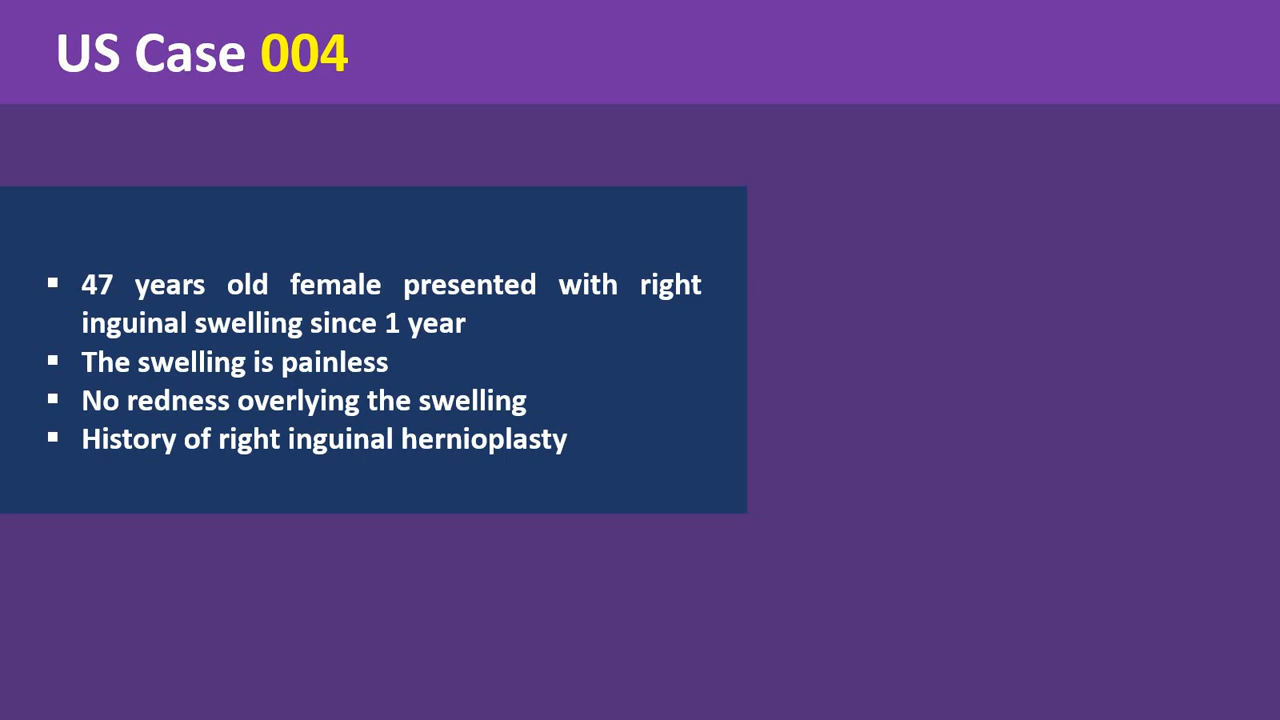 US Case 004
▪ 47 years old female presented with right
inguinal swelling since 1 year
▪ The swelling is painless
▪ No redness overlying the swelling
▪ History of right inguinal hernioplasty